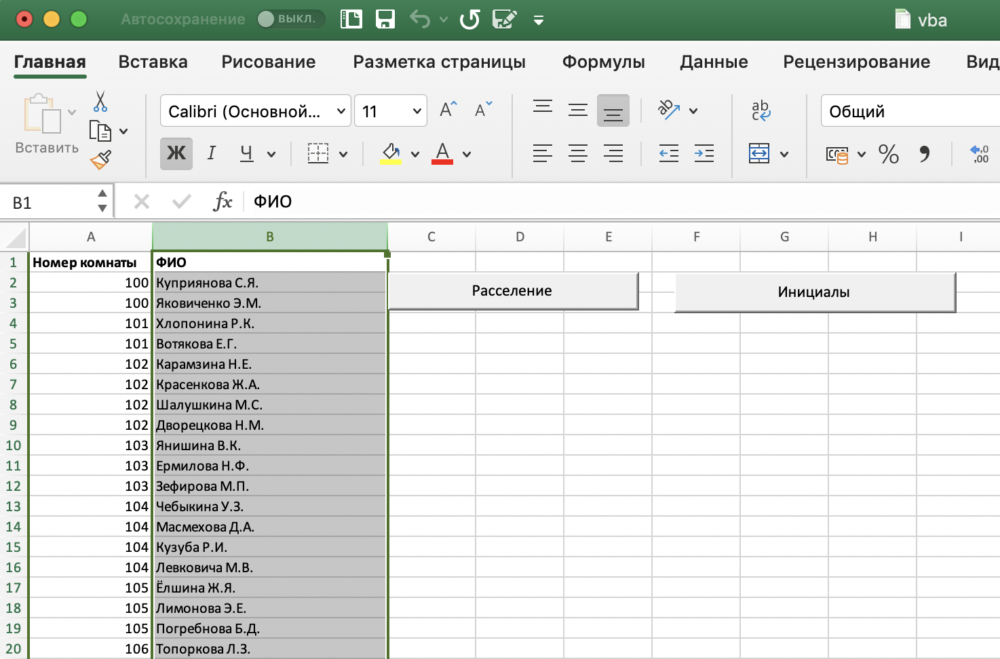 Автосохранение ВЫКЛ. vba
Главная Вставка Рисование Разметка страницы Формулы Данные Рецензирование Вид
Вставить Calibri (Основной... 11 A A ab ab c Общий
Ж I Ч A % ,0 ,00
B1 fx ФИО
A B C D E F G H I
1 Номер комнаты ФИО
2 100 Куприянова С.Я. Расселение Инициалы
3 100 Яковиченко Э.М.
4 101 Хлопонина Р.К.
5 101 Вотякова Е.Г.
6 102 Карамзина Н.Е.
7 102 Красенкова Ж.А.
8 102 Шалушкина М.С.
9 102 Дворецкова Н.М.
10 103 Янишина В.К.
11 103 Ермилова Н.Ф.
12 103 Зефирова М.П.
13 104 Чебыкина У.З.
14 104 Масмехова Д.А.
15 104 Кузуба Р.И.
16 104 Левковича М.В.
17 105 Ёлшина Ж.Я.
18 105 Лимонова Э.Е.
19 105 Погребнова Б.Д.
20 106 Топоркова Л.З.